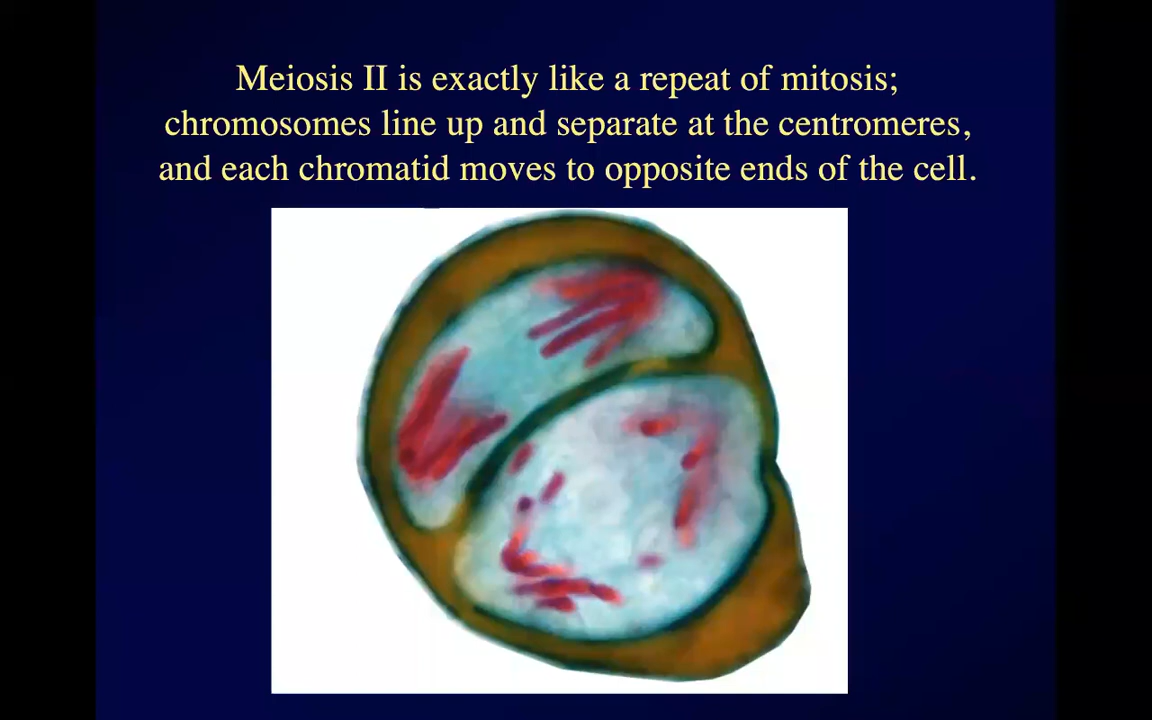 Meiosis II is exactly like a repeat of mitosis;
chromosomes line up and separate at the centromeres,
and each chromatid moves to opposite ends of the cell.